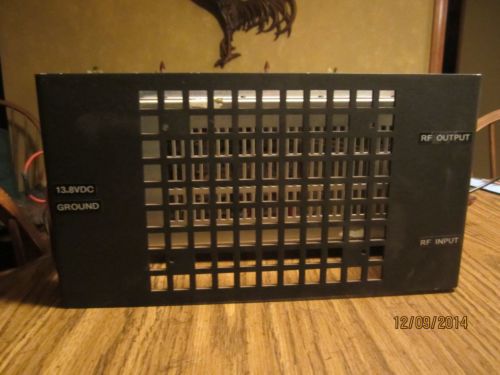 RF OUTPUT
13.8VDC
GROUND
RF INPUT
12/09/2014